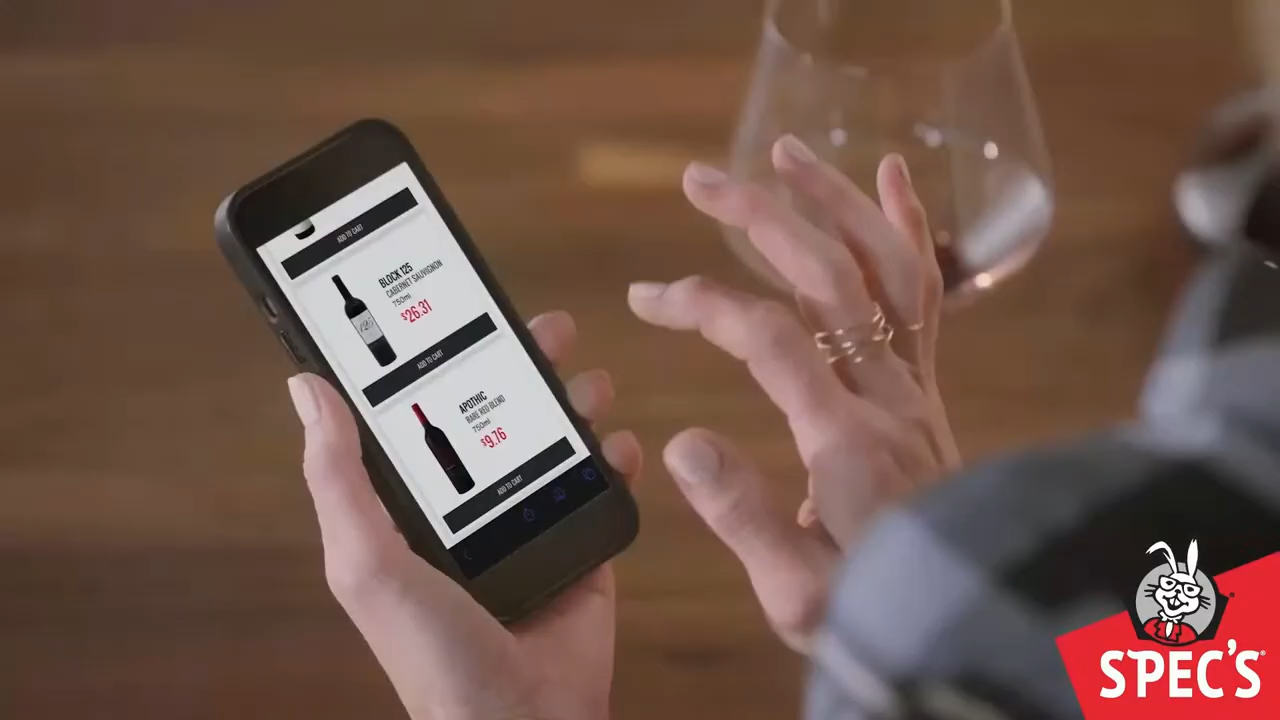 ADD TO CART
BLOCK 125
CABERNET SAUVIGNON
750ml
$26.31
ADD TO CART
APOTHIC
RARE RED BLEND
750ml
$9.76
ADD TO CART
SPEC'S®